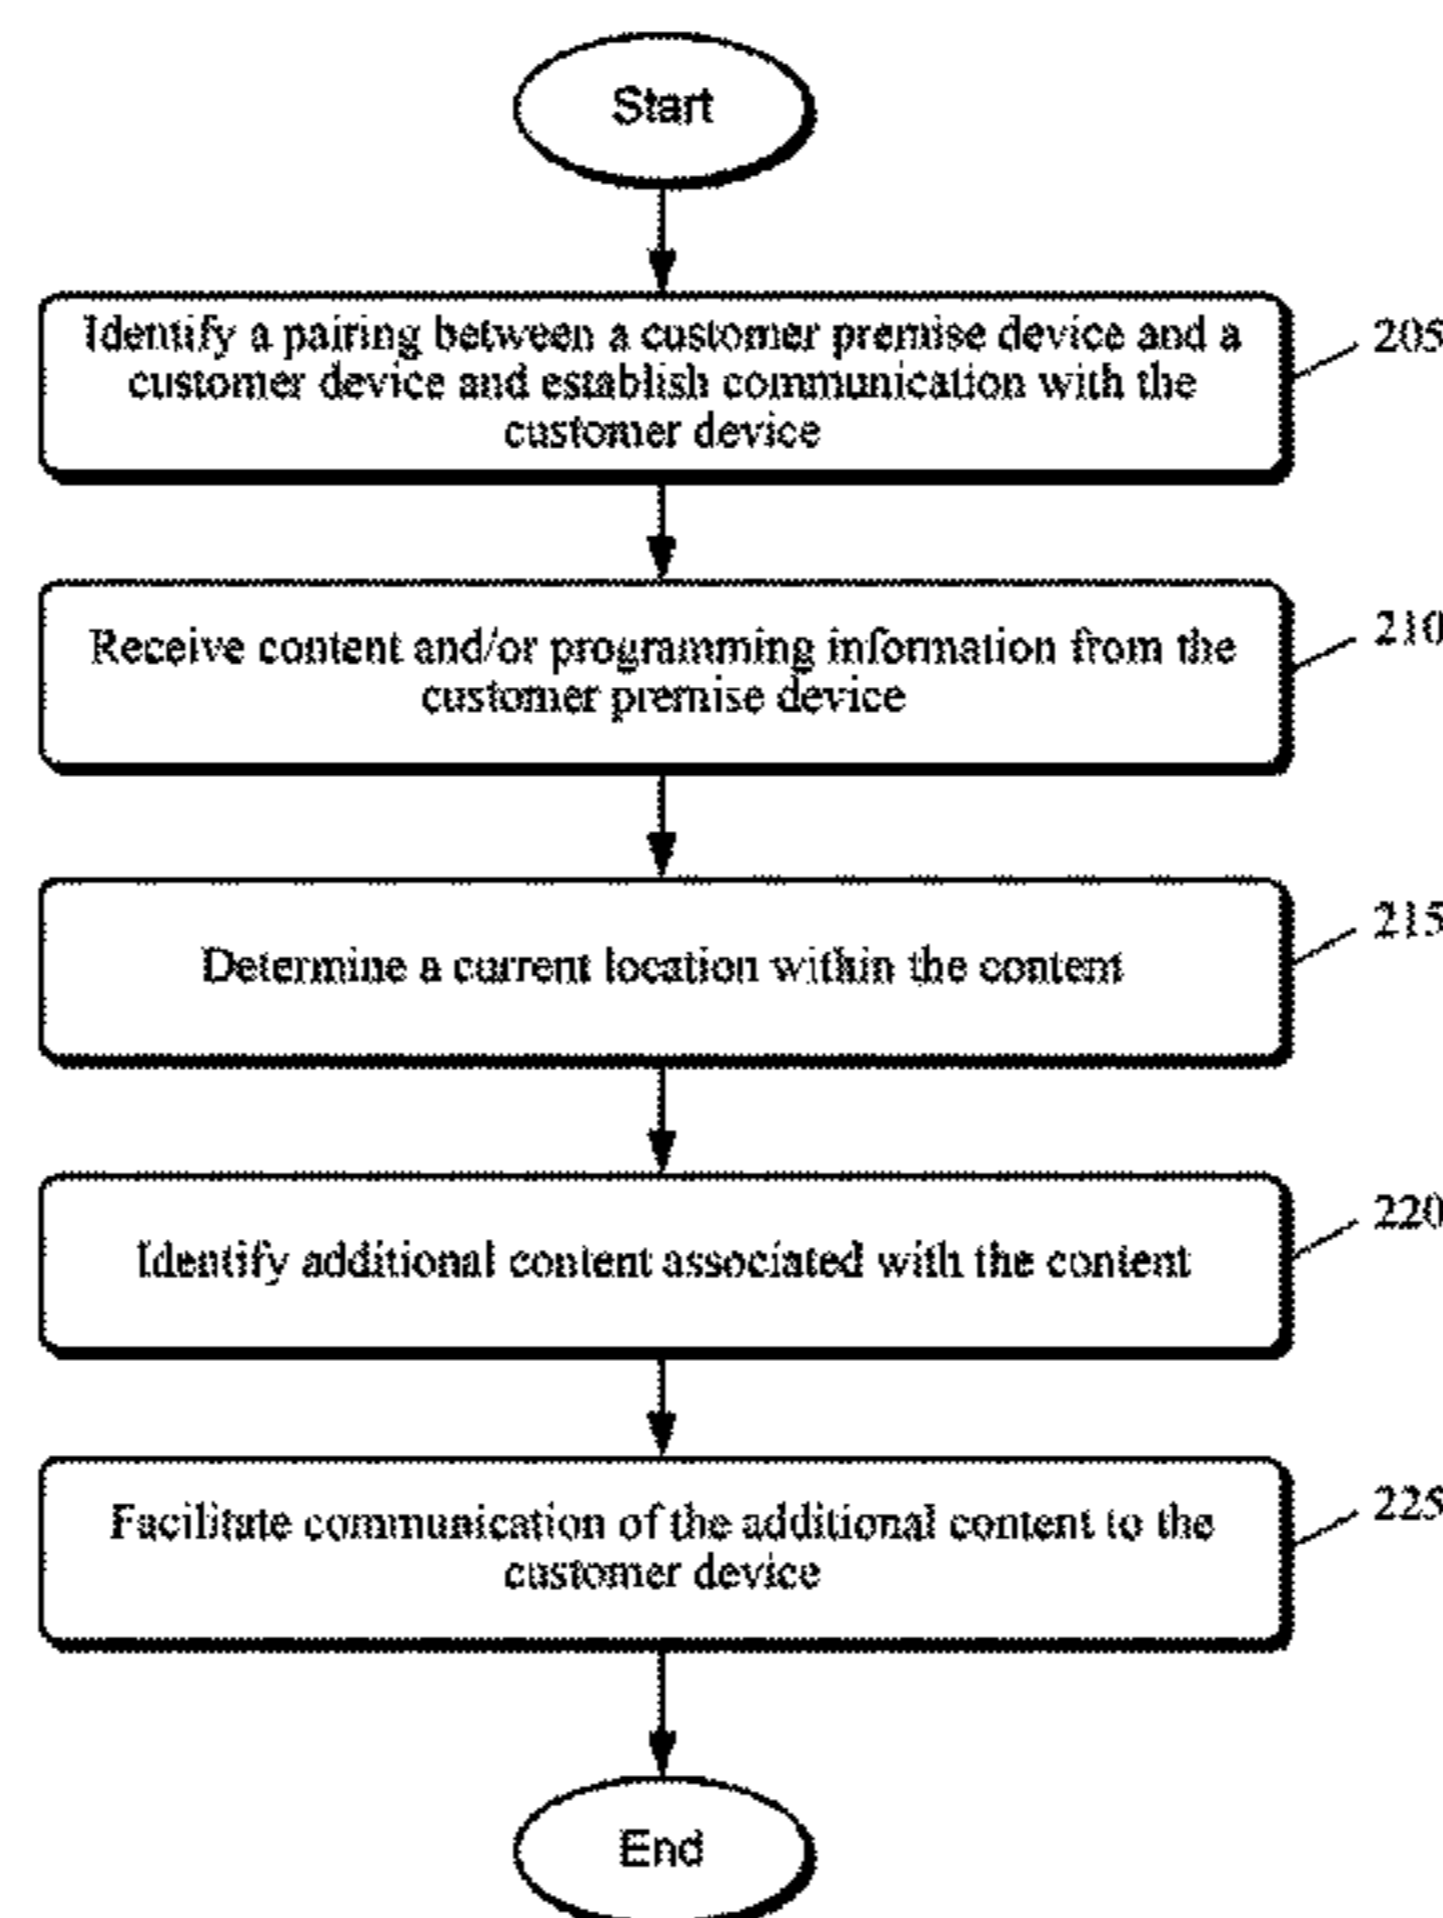 Start
Identify a pairing between a customer premise device and a
customer device and establish communication with the
customer device
205
Receive content and/or programming information from the
customer premise device
210
Determine a current location within the content
215
Identify additional content associated with the content
220
Facilitate communication of the additional content to the
customer device
225
End